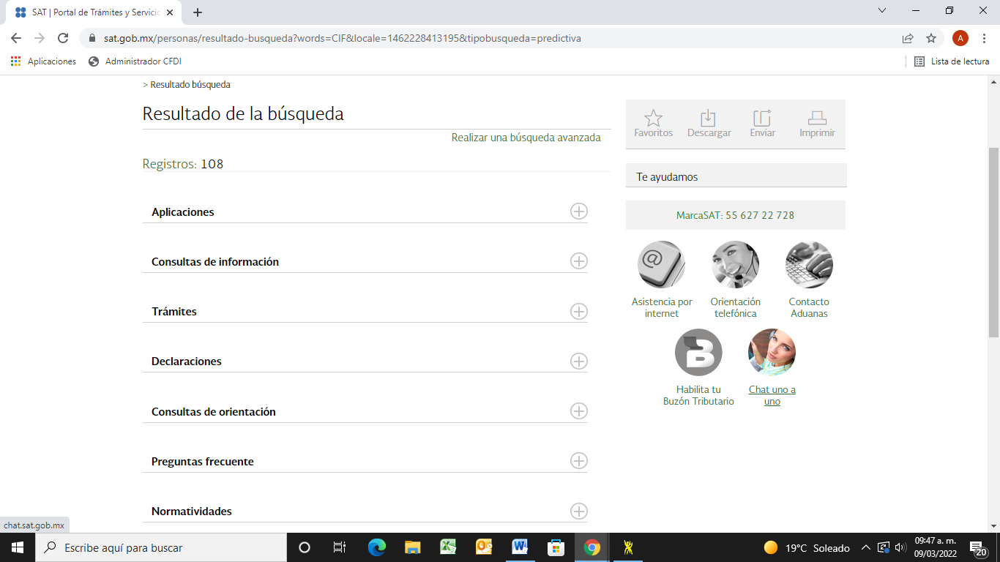 SAT | Portal de Trámites y Servicio
sat.gob.mx/personas/resultado-busqueda?words=CIF&locale=1462228413195&tipobusqueda=predictiva
A
Aplicaciones
Administrador CFDI
Lista de lectura
> Resultado búsqueda
Resultado de la búsqueda
Realizar una búsqueda avanzada
Registros: 108
Aplicaciones
Consultas de información
Trámites
Declaraciones
Consultas de orientación
Preguntas frecuente
Normatividades
Favoritos
Descargar
Enviar
Imprimir
Te ayudamos
MarcaSAT: 55 627 22 728
Asistencia por
internet
Orientación
telefónica
Contacto
Aduanas
Habilita tu
Buzón Tributario
Chat uno a
uno
chat.sat.gob.mx
Escribe aquí para buscar
19°C Soleado
09:47 a. m.
09/03/2022
20